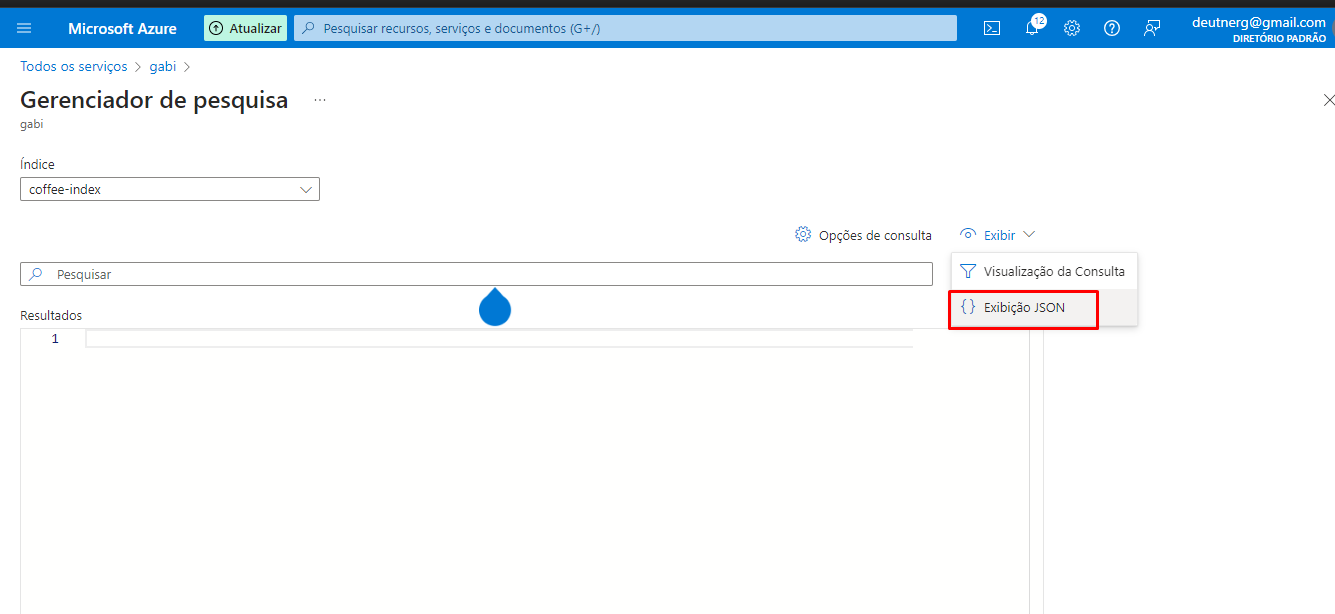 Microsoft Azure
Atualizar
Pesquisar recursos, serviços e documentos (G+/)
12
deutnerg@gmail.com
DIRETÓRIO PADRÃO
Todos os serviços > gabi >
Gerenciador de pesquisa ...
gabi
Índice
coffee-index
Opções de consulta
Exibir
Pesquisar
Visualização da Consulta
{} Exibição JSON
Resultados
1